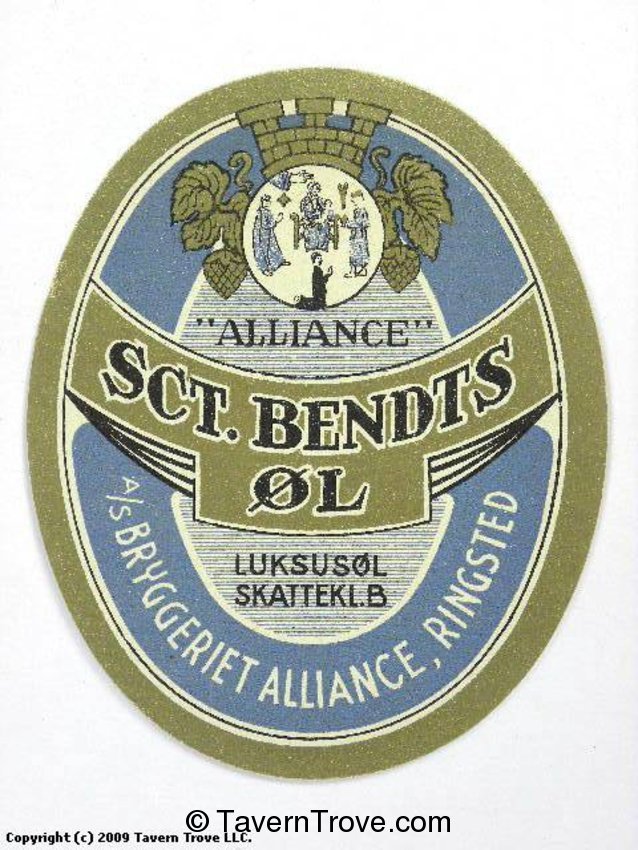 "ALLIANCE"
SCT. BENDTS
ØL
LUKSUSØL
SKATTEKL.B
A/S BRYGGERIET ALLIANCE, RINGSTED
© TavernTrove.com
Copyright (c) 2009 Tavern Trove LLC.